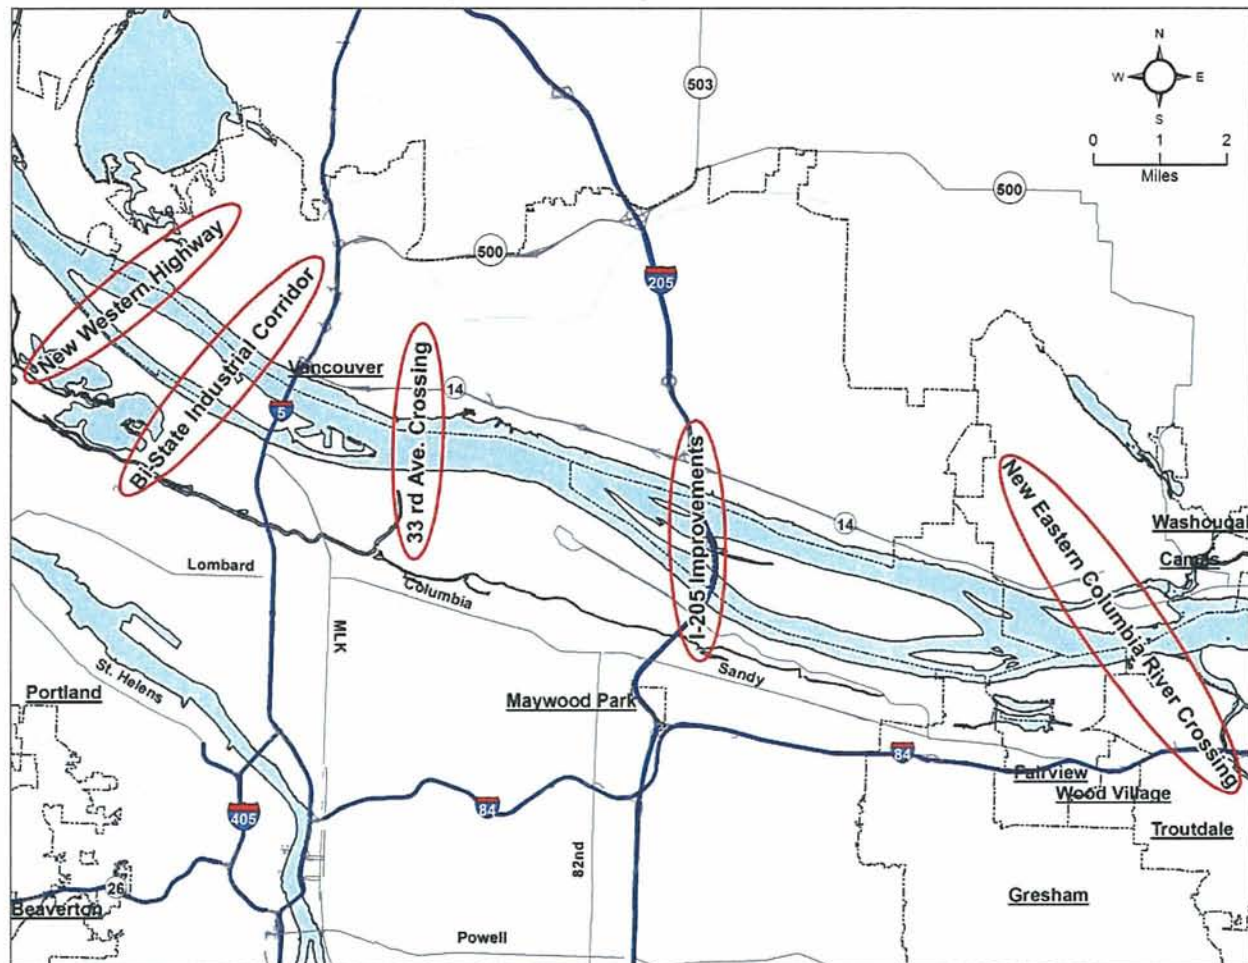 N
W E
S
0 1 2
Miles
503
500
500
205
New Western Highway
Bi-State Industrial Corridor
Vancouver
5
14
33 rd Ave. Crossing
I-205 Improvements
14
New Eastern Columbia River Crossing
Washougal
Camas
Lombard
Columbia
MLK
St. Helens
Sandy
Portland
Maywood Park
84
Fairview
Wood Village
Troutdale
405
84
82nd
26
Beaverton
Gresham
Powell